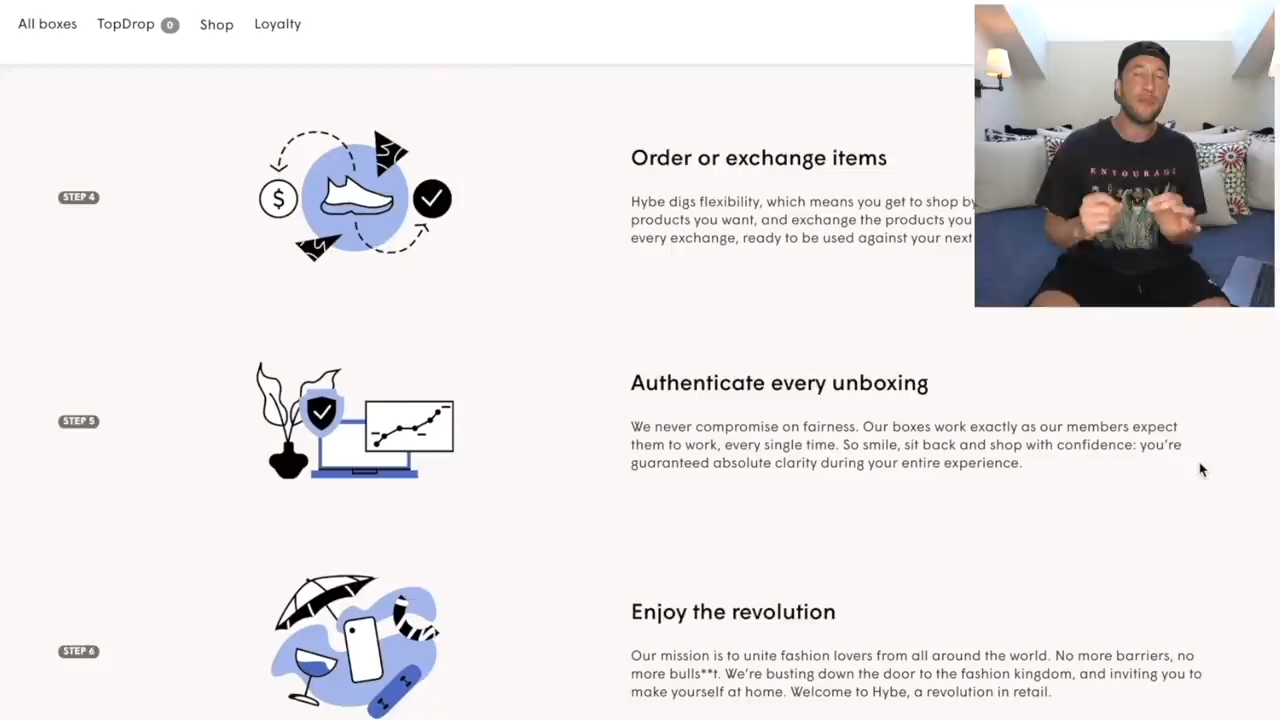 All boxes TopDrop 0 Shop Loyalty
STEP 4
Order or exchange items
Hybe digs flexibility, which means you get to shop by
products you want, and exchange the products you
every exchange, ready to be used against your next
ENTOURAGE
STEP 5
Authenticate every unboxing
We never compromise on fairness. Our boxes work exactly as our members expect
them to work, every single time. So smile, sit back and shop with confidence: you're
guaranteed absolute clarity during your entire experience.
STEP 6
Enjoy the revolution
Our mission is to unite fashion lovers from all around the world. No more barriers, no
more bulls**t. We're busting down the door to the fashion kingdom, and inviting you to
make yourself at home. Welcome to Hybe, a revolution in retail.